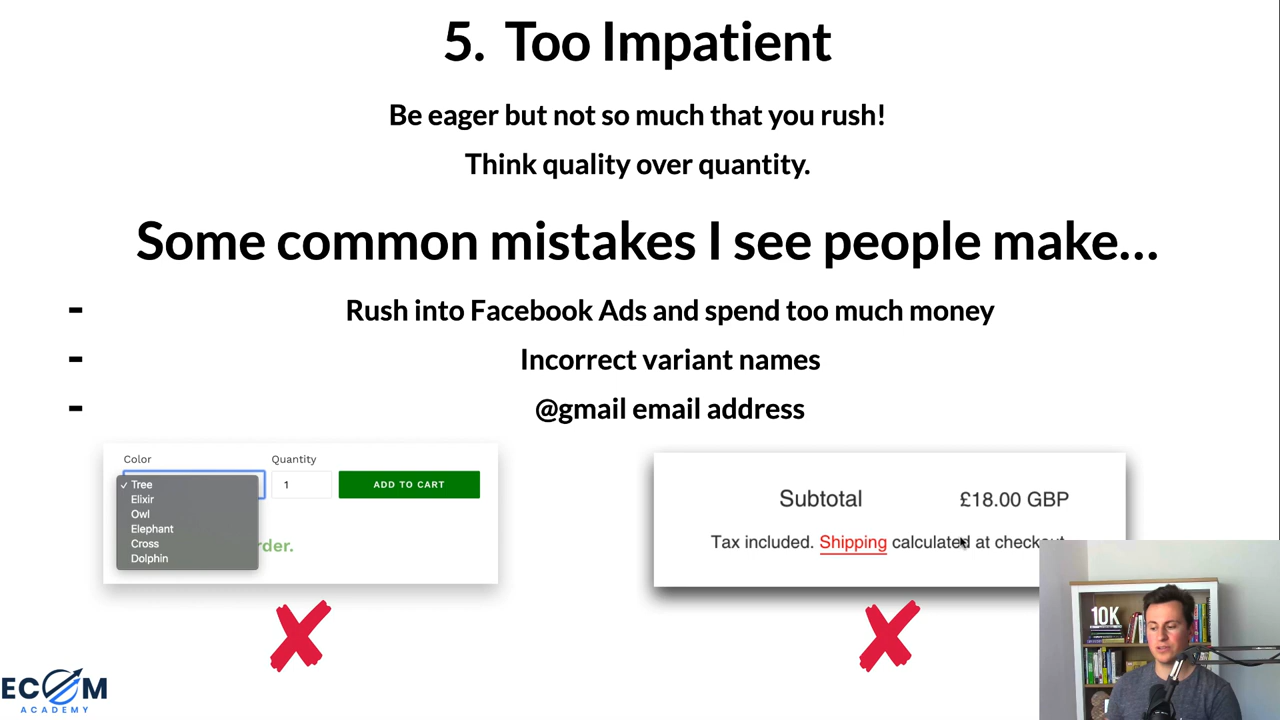 5. Too Impatient
Be eager but not so much that you rush!
Think quality over quantity.
Some common mistakes I see people make...
- Rush into Facebook Ads and spend too much money
- Incorrect variant names
- @gmail email address
Color
Quantity
✓ Tree
1
ADD TO CART
Elixir
Owl
Elephant
Cross
Dolphin
rder.
Subtotal £18.00 GBP
Tax included. Shipping calculated at checkout
10K
ECOM
ACADEMY